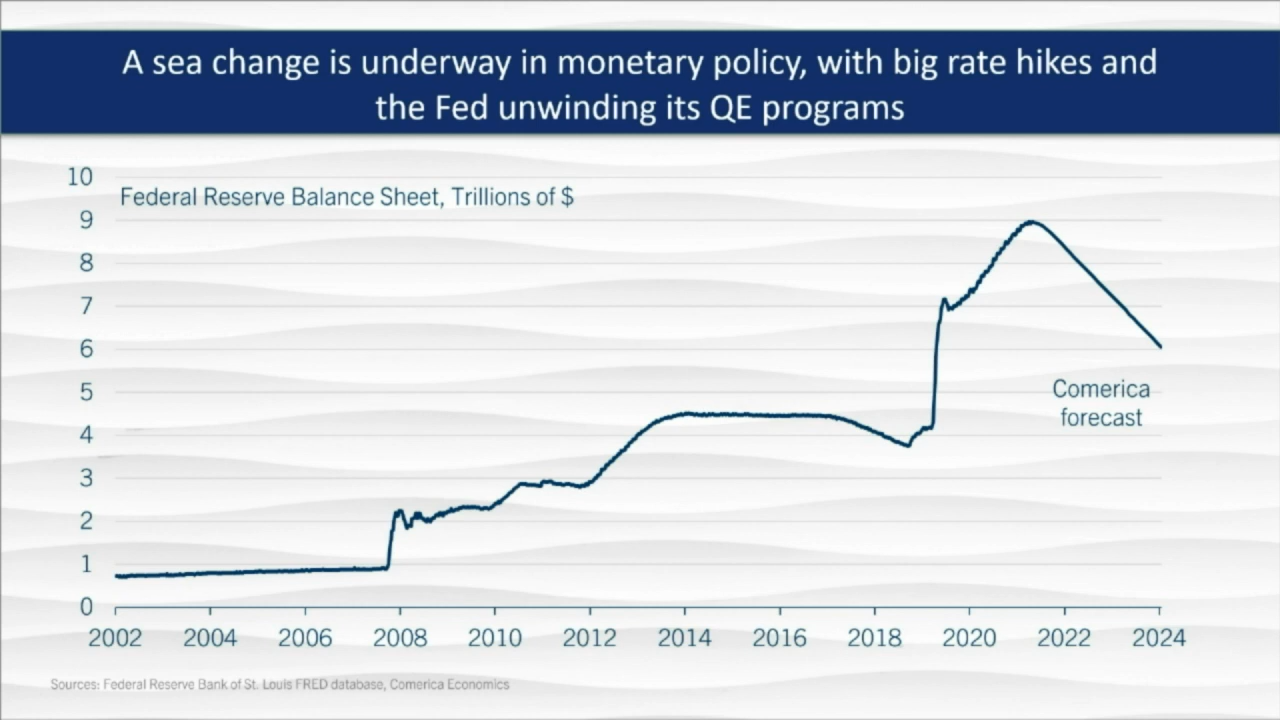 A sea change is underway in monetary policy, with big rate hikes and
the Fed unwinding its QE programs
10
Federal Reserve Balance Sheet, Trillions of $
9
8
7
6
5
Comerica
forecast
4
3
2
1
0
2002 2004 2006 2008 2010 2012 2014 2016 2018 2020 2022 2024
Sources: Federal Reserve Bank of St. Louis FRED database, Comerica Economics